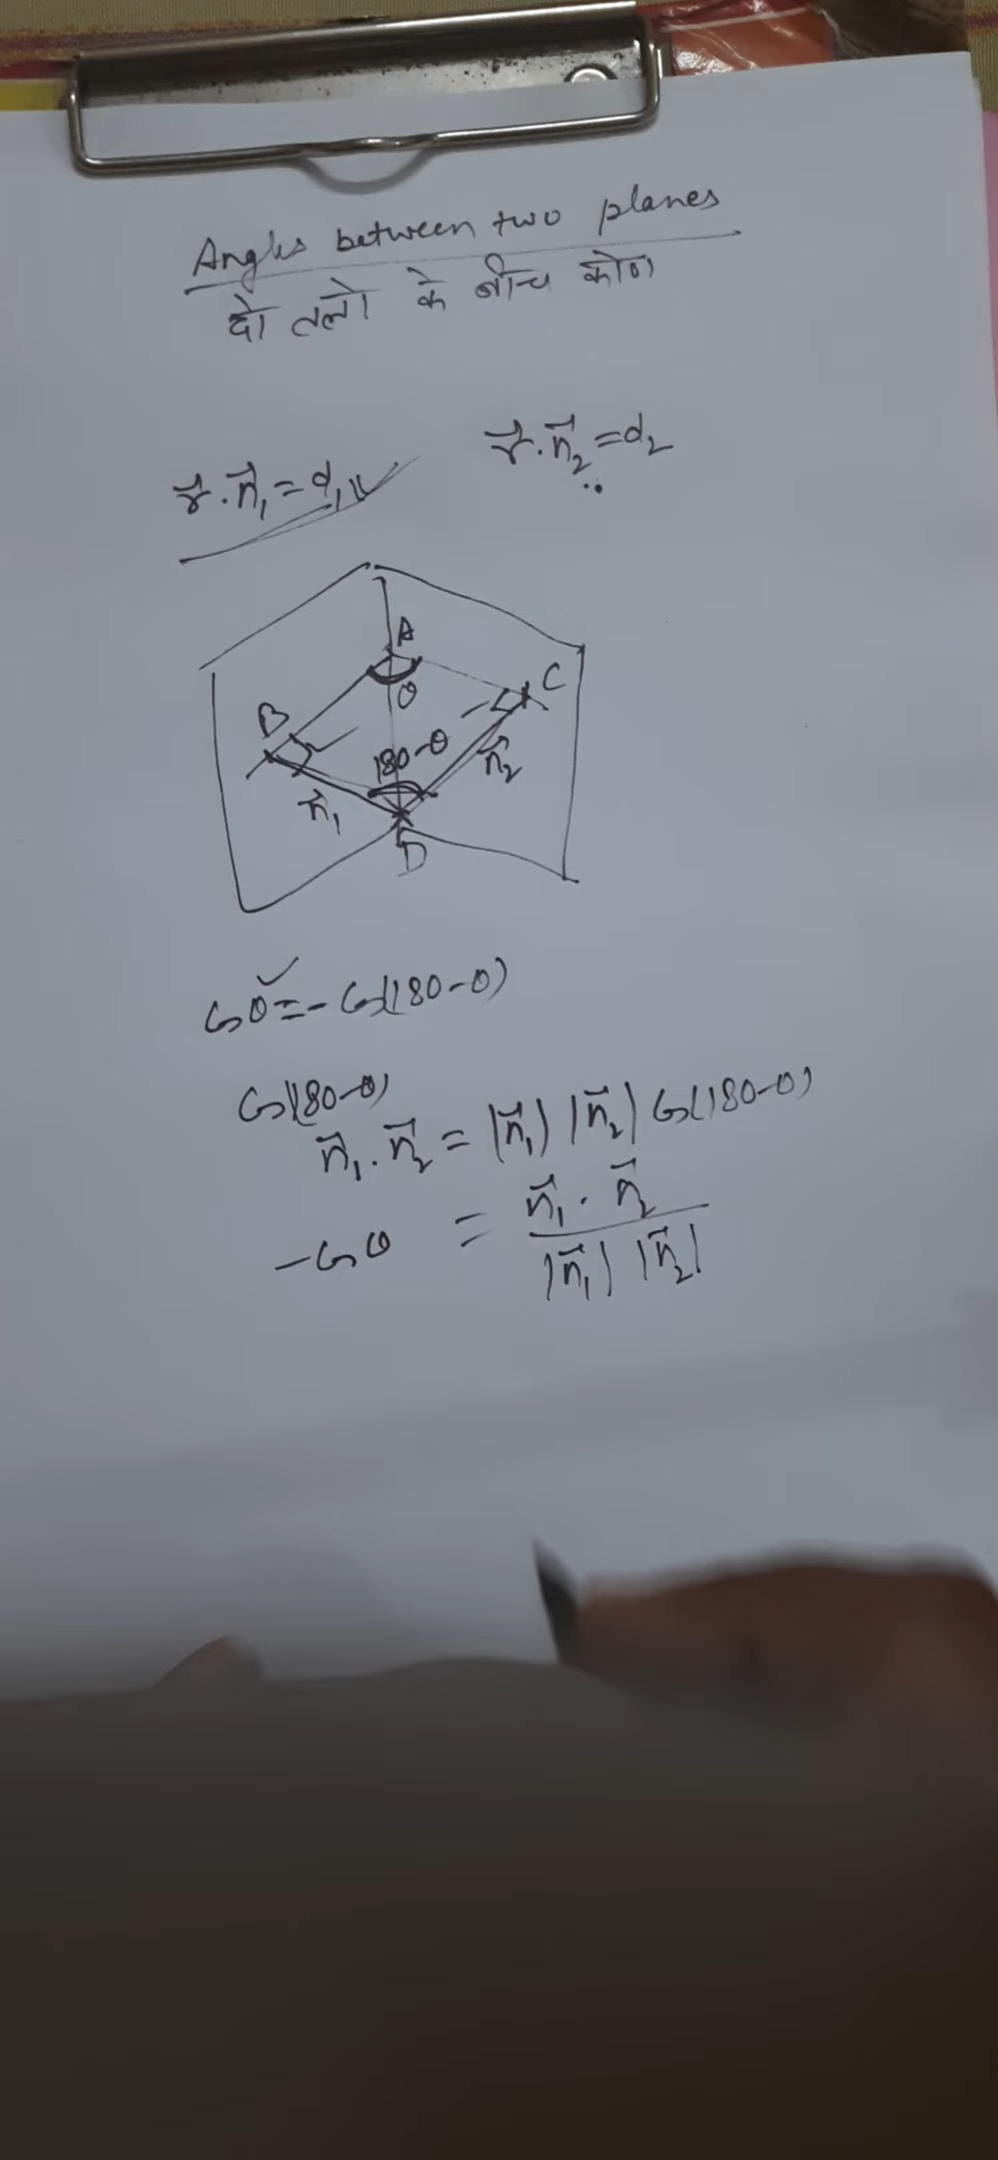 Angles between two planes
दो तलो के बीच कोण
r⃗.n⃗₁=d₁
r⃗.n⃗₂=d₂
A
θ
B
C
180-θ
n⃗₁
n⃗₂
D
Cosθ=-Cos(180-θ)
Cos(180-θ)
n⃗₁.n⃗₂ = |n⃗₁| |n⃗₂| Cos(180-θ)
-Cosθ = n⃗₁.n⃗₂ / |n⃗₁| |n⃗₂|